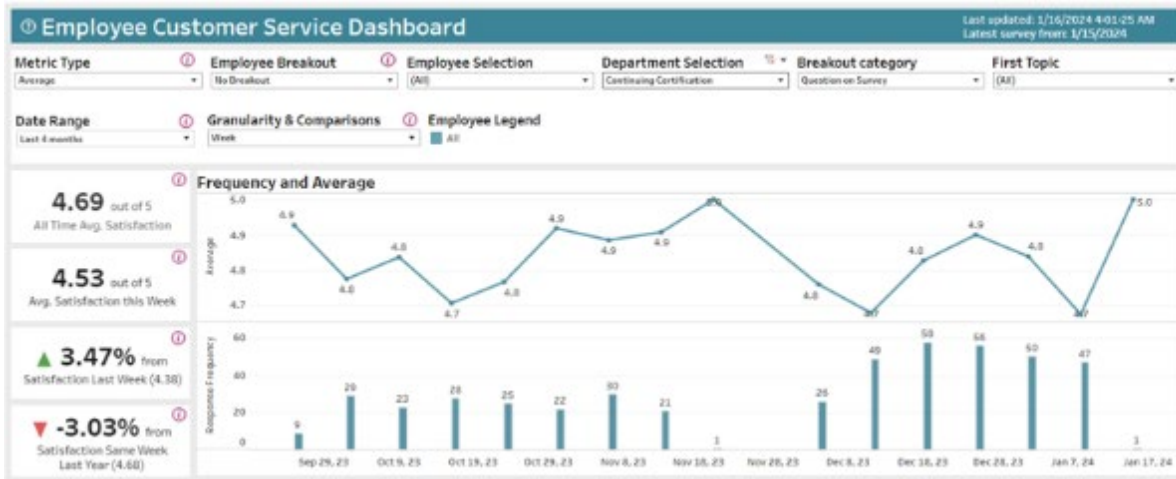 Employee Customer Service Dashboard
Last updated: 1/16/2024 4:01:25 AM
Latest survey from: 1/15/2024
Metric Type
Employee Breakout
Employee Selection
Department Selection
Breakout category
First Topic
Average
No Breakout
(All)
Continuing Certification
Question on Survey
(All)
Date Range
Granularity & Comparisons
Employee Legend
Last 4 months
Week
All
4.69 out of 5
All Time Avg. Satisfaction
4.53 out of 5
Avg. Satisfaction this Week
3.47% from
Satisfaction Last Week (4.38)
-3.03% from
Satisfaction Same Week
Last Year (4.68)
Frequency and Average
Average
5.0
4.9
4.8
4.7
4.9
4.8
4.8
4.7
4.8
4.9
4.9
4.9
5.0
4.8
4.7
4.8
4.9
4.8
4.7
5.0
Response Frequency
60
40
20
0
9
29
23
28
25
22
30
21
1
26
49
58
56
50
47
1
Sep 29, 23
Oct 9, 23
Oct 19, 23
Oct 29, 23
Nov 8, 23
Nov 18, 23
Nov 28, 23
Dec 8, 23
Dec 18, 23
Dec 28, 23
Jan 7, 24
Jan 17, 24